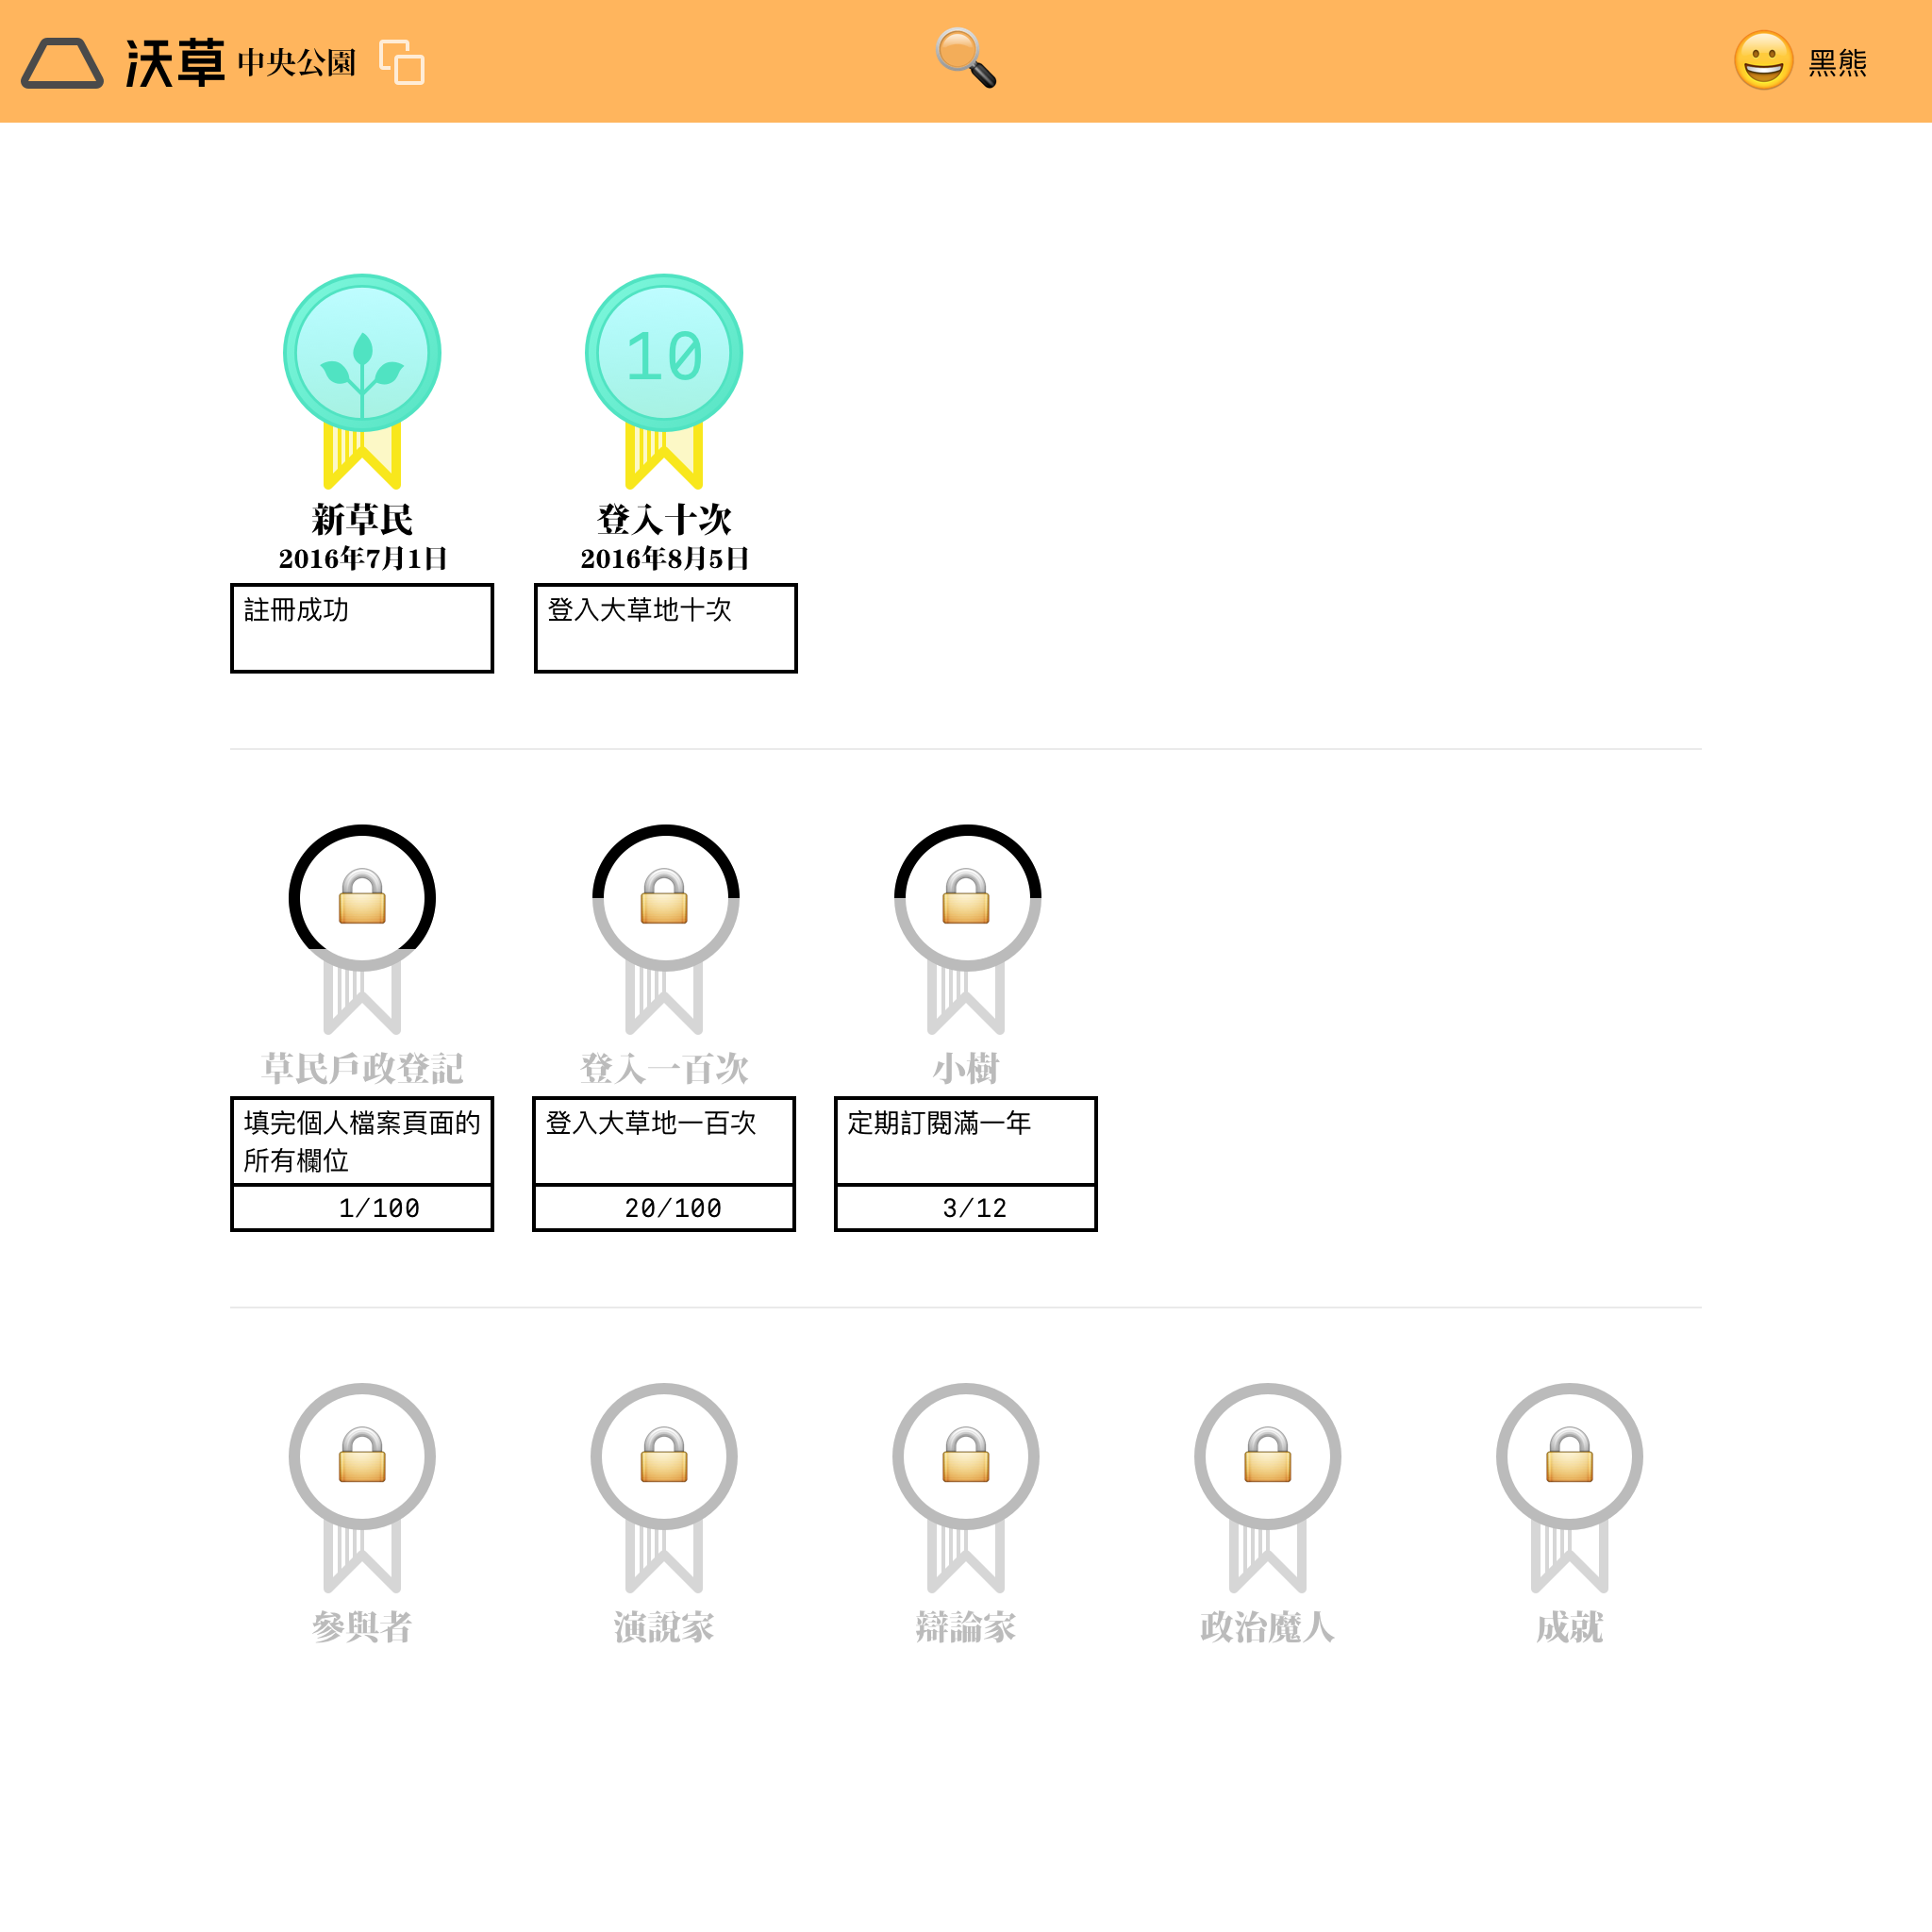 沃草 中央公園
黑熊
10
新草民
2016年7月1日
註冊成功
登入十次
2016年8月5日
登入大草地十次
草民戶政登記
填完個人檔案頁面的
所有欄位
1/100
登入一百次
登入大草地一百次
20/100
小樹
定期訂閱滿一年
3/12
參與者
演說家
辯論家
政治魔人
成就